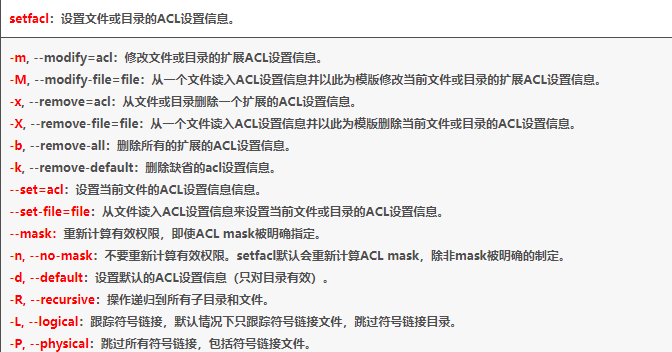 setfacl：设置文件或目录的ACL设置信息。
-m, --modify=acl：修改文件或目录的扩展ACL设置信息。
-M, --modify-file=file：从一个文件读入ACL设置信息并以此为模版修改当前文件或目录的扩展ACL设置信息。
-x, --remove=acl：从文件或目录删除一个扩展的ACL设置信息。
-X, --remove-file=file：从一个文件读入ACL设置信息并以此为模版删除当前文件或目录的ACL设置信息。
-b, --remove-all：删除所有的扩展的ACL设置信息。
-k, --remove-default：删除缺省的acl设置信息。
--set=acl：设置当前文件的ACL设置信息信息。
--set-file=file：从文件读入ACL设置信息来设置当前文件或目录的ACL设置信息。
--mask：重新计算有效权限，即使ACL mask被明确指定。
-n, --no-mask：不要重新计算有效权限。setfacl默认会重新计算ACL mask，除非mask被明确的制定。
-d, --default：设置默认的ACL设置信息（只对目录有效）。
-R, --recursive：操作递归到所有子目录和文件。
-L, --logical：跟踪符号链接，默认情况下只跟踪符号链接文件，跳过符号链接目录。
-P, --physical：跳过所有符号链接，包括符号链接文件。